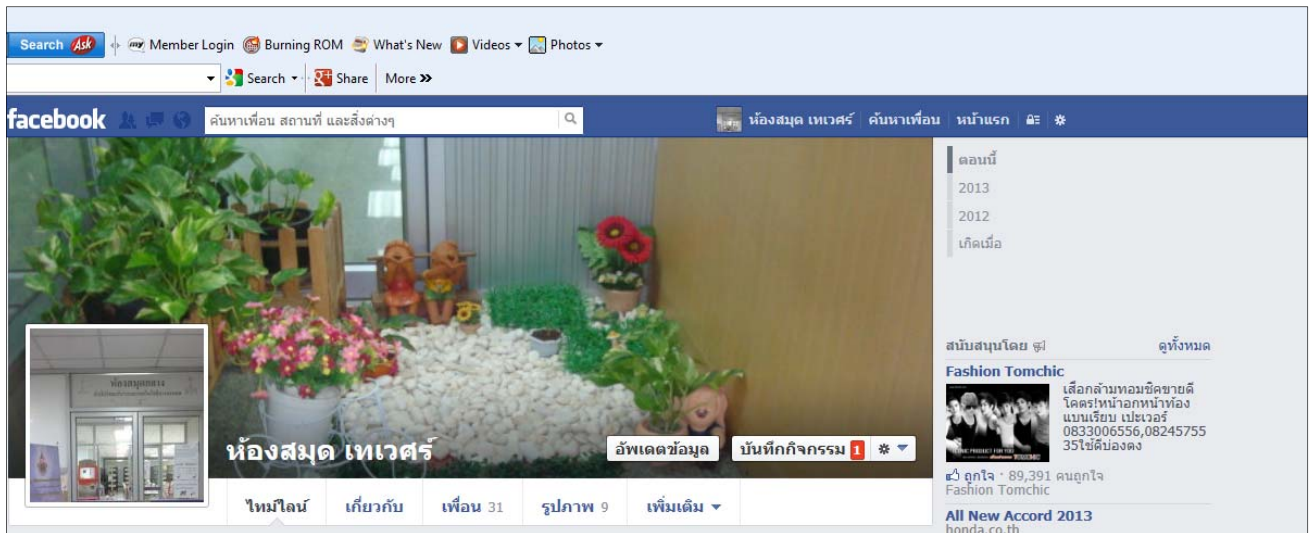 Search Ask Member Login Burning ROM What's New Videos Photos
Search Share More
facebook ค้นหาเพื่อน สถานที่ และสิ่งต่างๆ ห้องสมุด เทเวศร์ ค้นหาเพื่อน หน้าแรก
ตอนนี้
2013
2012
เกิดเมื่อ
ห้องสมุดกลาง
ห้องสมุด เทเวศร์
อัพเดตข้อมูล บันทึกกิจกรรม 1
ไทม์ไลน์ เกี่ยวกับ เพื่อน 31 รูปภาพ 9 เพิ่มเติม
สนับสนุนโดย ดูทั้งหมด
Fashion Tomchic
เสื้อกล้ามทอมชิคขายดี
โคตร!หน้าอกหน้าท้อง
แบนเรียบ เปะเวอร์
0833006556,08245755
35ใช่ดีบ่องตง
ถูกใจ · 89,391 คนถูกใจ
Fashion Tomchic
All New Accord 2013
honda.co.th